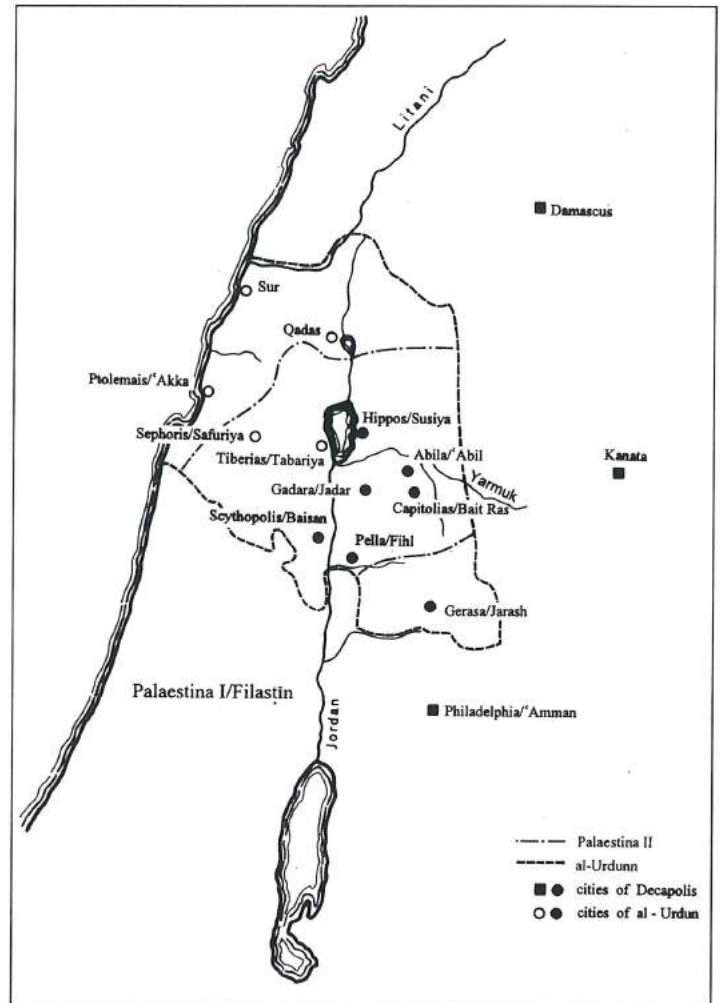 Litani
Damascus
Sur
Qadas
Ptolemais/ʿAkka
Hippos/Susiya
Sephoris/Safuriya
Tiberias/Tabariya
Abila/ʿAbil
Kanata
Yarmuk
Gadara/Jadar
Capitolias/Bait Ras
Scythopolis/Baisan
Pella/Fihl
Gerasa/Jarash
Palaestina I/Filastin
Jordan
Philadelphia/ʿAmman
Palaestina II
al-Urdunn
cities of Decapolis
cities of al - Urdun